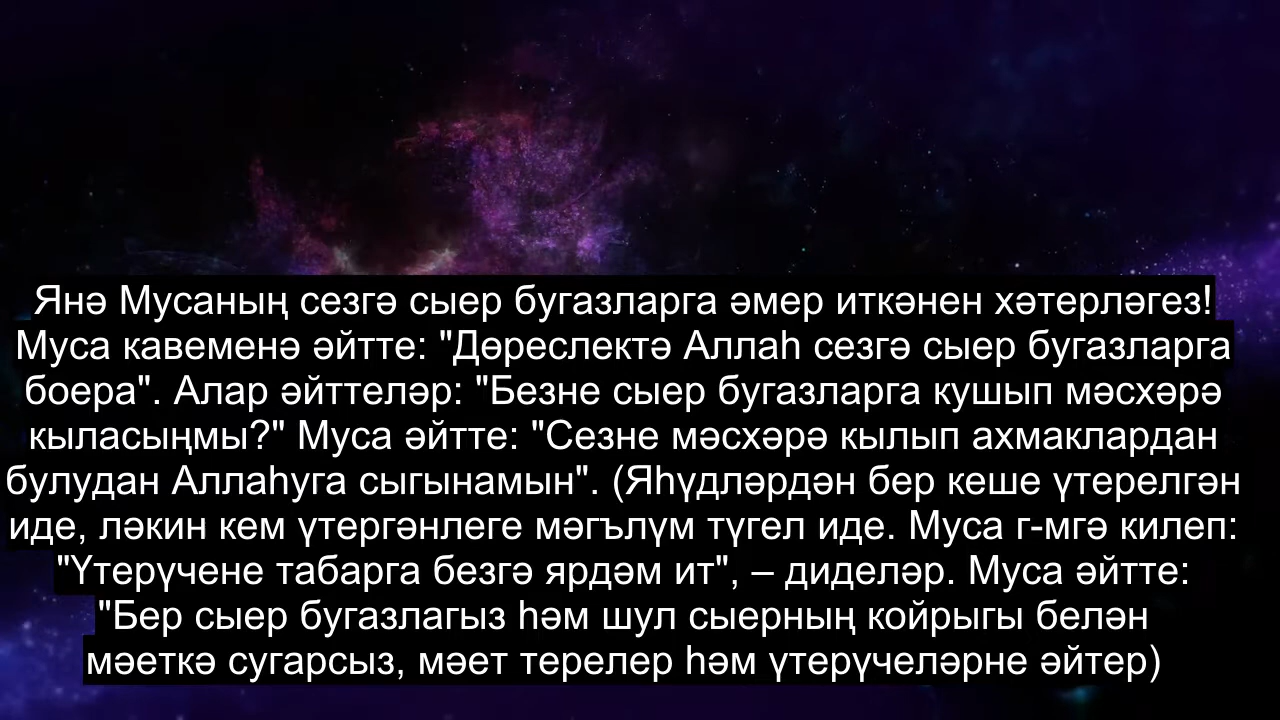 Янә Мусаның сезгә сыер бугазларга әмер иткәнен хәтерләгез!
Муса кавеменә әйтте: "Дөреслектә Аллаһ сезгә сыер бугазларга
боера". Алар әйттеләр: "Безне сыер бугазларга кушып мәсхәрә
кыласыңмы?" Муса әйтте: "Сезне мәсхәрә кылып ахмаклардан
булудан Аллаһуга сыгынамын". (Яһүдләрдән бер кеше үтерелгән
иде, ләкин кем үтергәнлеге мәгълүм түгел иде. Муса г-мгә килеп:
"Үтерүчене табарга безгә ярдәм ит", – диделәр. Муса әйтте:
"Бер сыер бугазлагыз һәм шул сыерның койрыгы белән
мәеткә сугарсыз, мәет терелер һәм үтерүчеләрне әйтер)